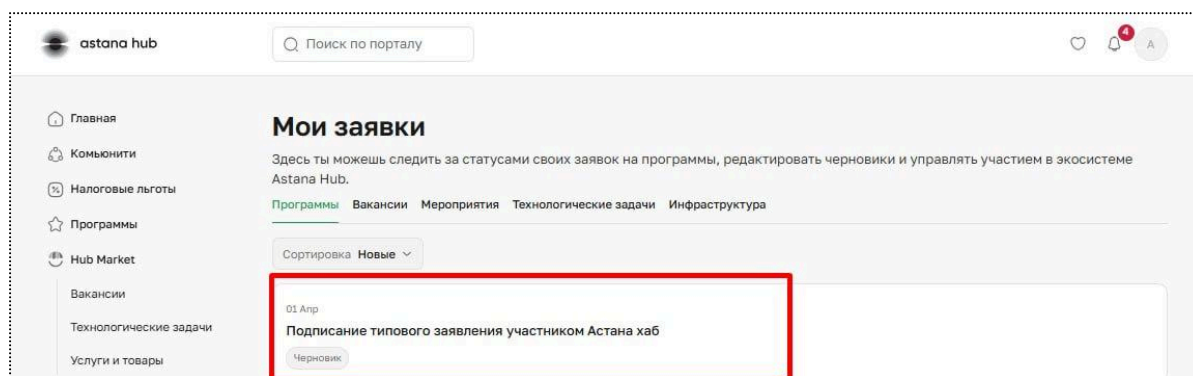 astana hub
Поиск по порталу
4
А
Главная
Комьюнити
Налоговые льготы
Программы
Hub Market
Вакансии
Технологические задачи
Услуги и товары
Мои заявки
Здесь ты можешь следить за статусами своих заявок на программы, редактировать черновики и управлять участием в экосистеме
Astana Hub.
Программы Вакансии Мероприятия Технологические задачи Инфраструктура
Сортировка Новые
01 Апр
Подписание типового заявления участником Астана хаб
Черновик